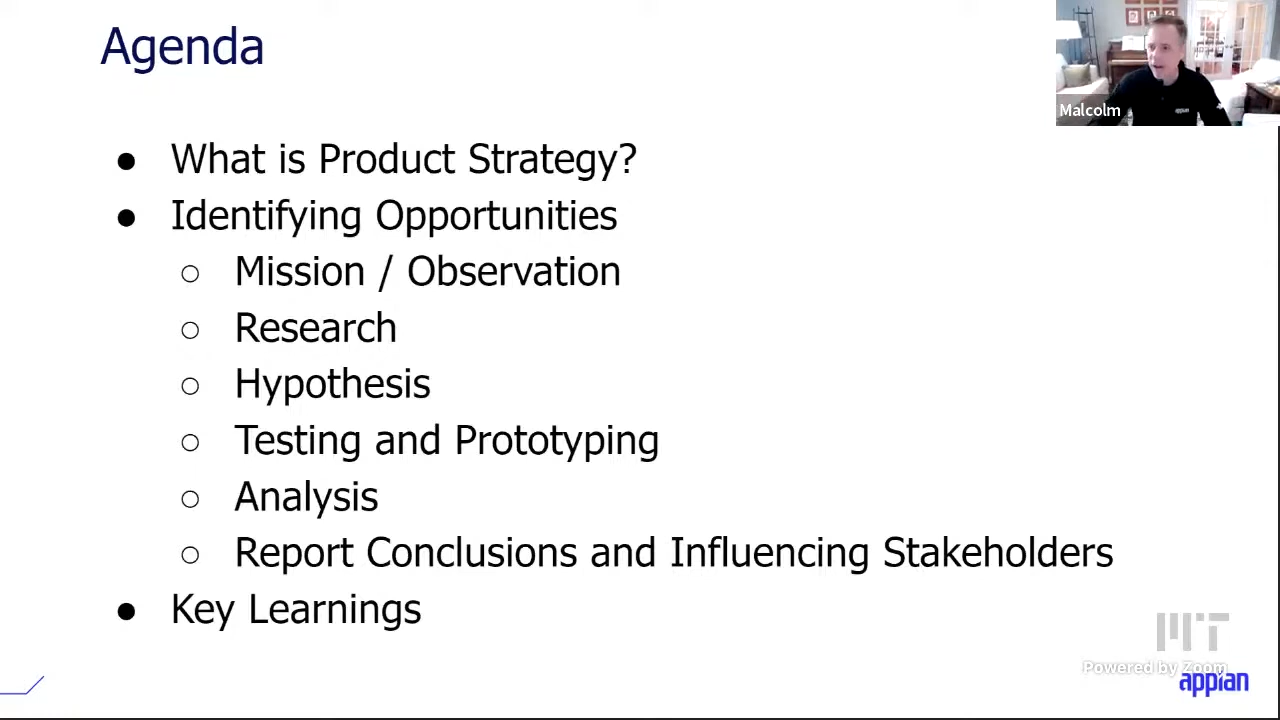 Agenda
Malcolm
● What is Product Strategy?
● Identifying Opportunities
○ Mission / Observation
○ Research
○ Hypothesis
○ Testing and Prototyping
○ Analysis
○ Report Conclusions and Influencing Stakeholders
● Key Learnings
MIT
Powered by Zoom
appian